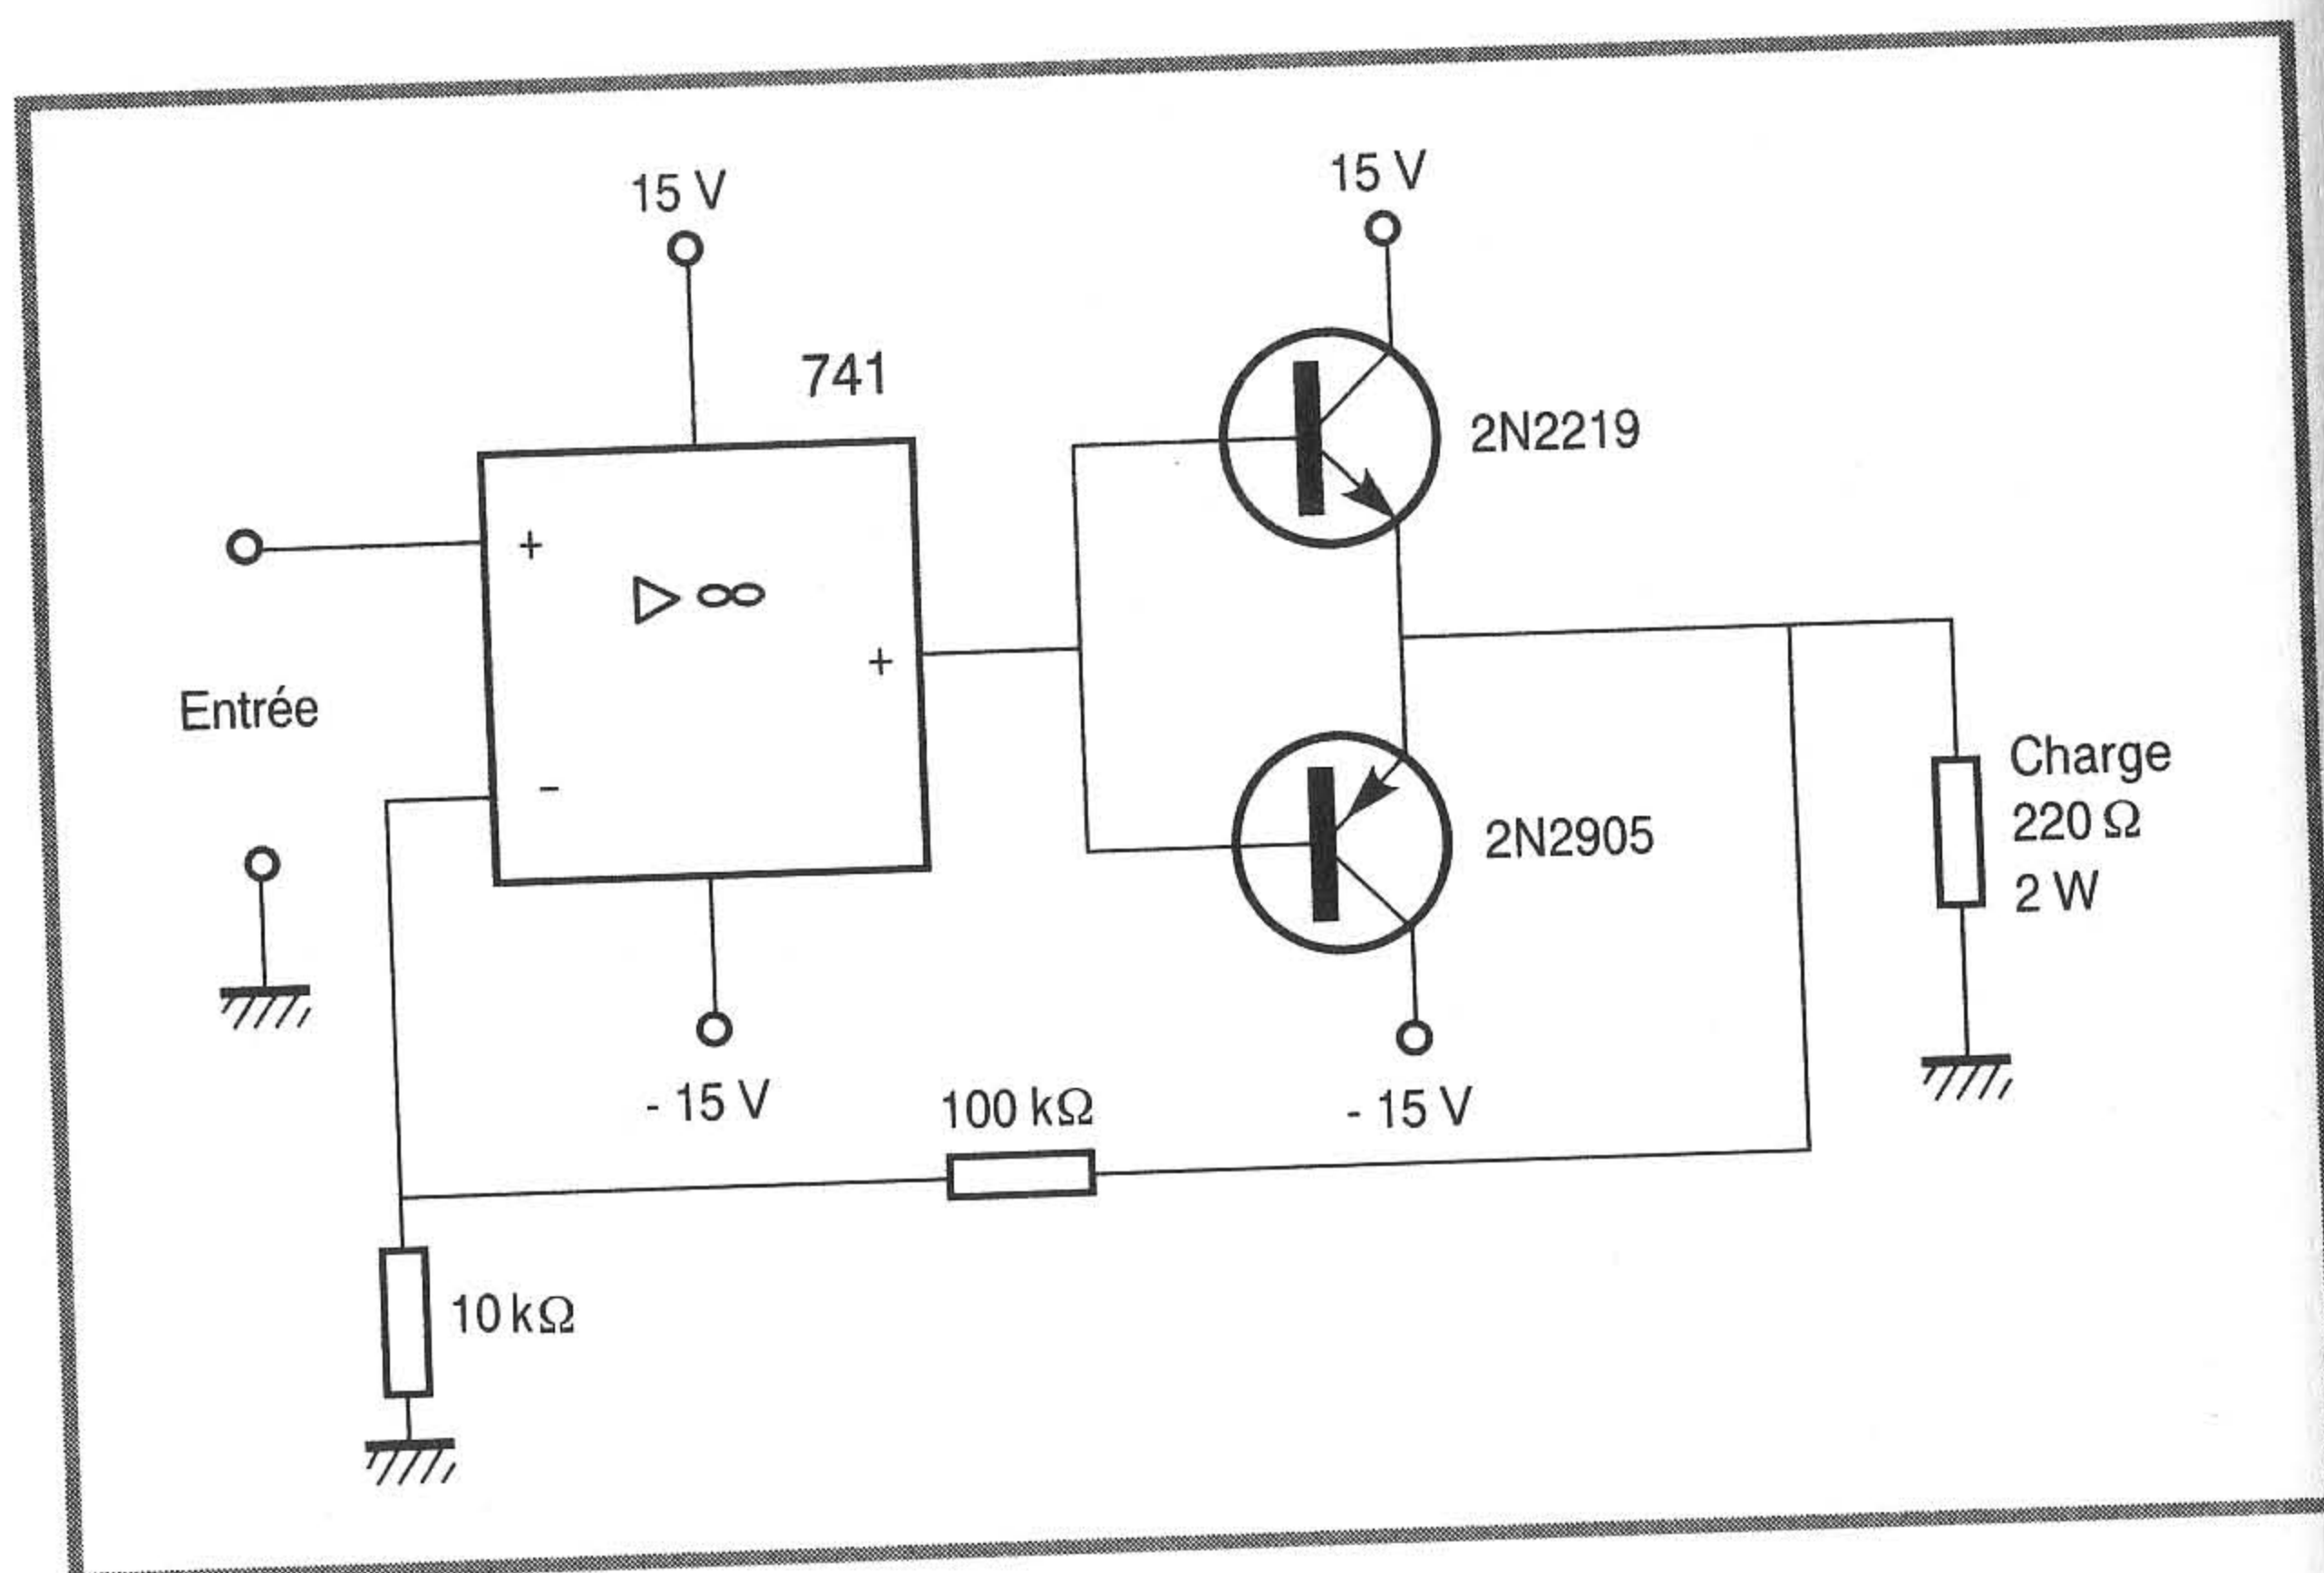 15 V
15 V
741
2N2219
+
▷ ∞
+
Entrée
-
2N2905
Charge
220 Ω
2 W
- 15 V
100 kΩ
- 15 V
10 kΩ